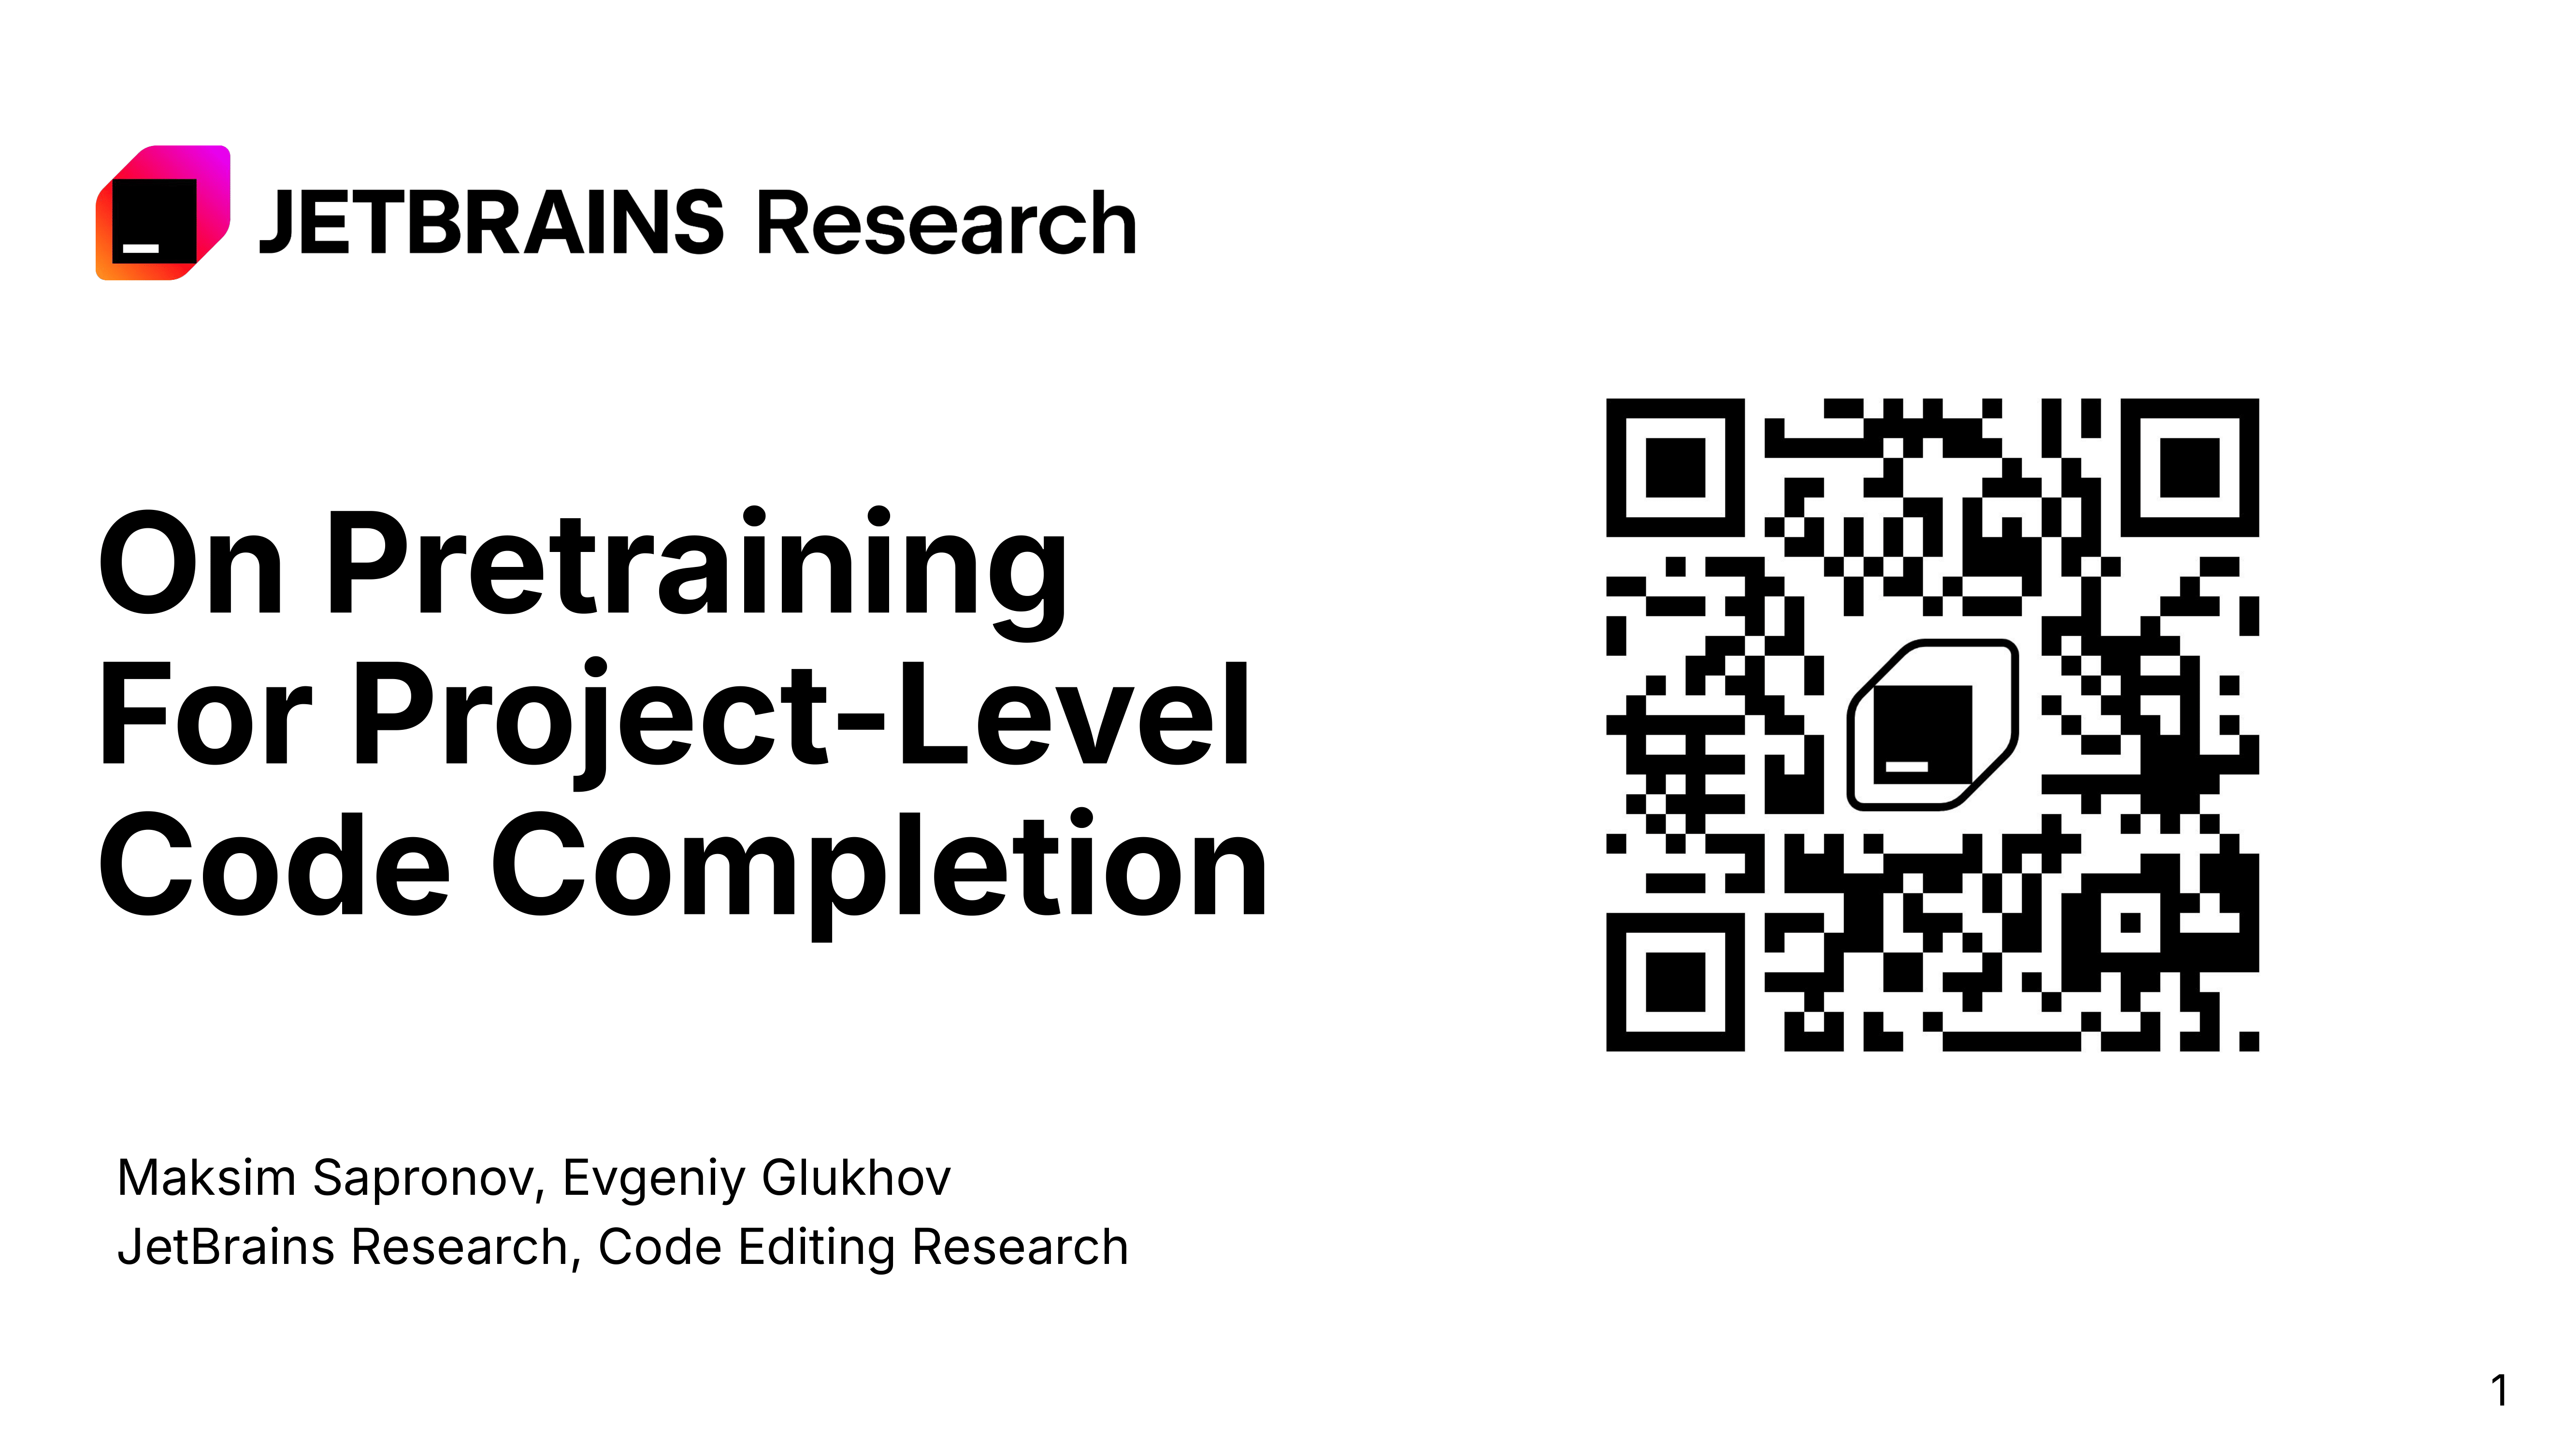 JETBRAINS Research
On Pretraining
For Project-Level
Code Completion
Maksim Sapronov, Evgeniy Glukhov
JetBrains Research, Code Editing Research
1